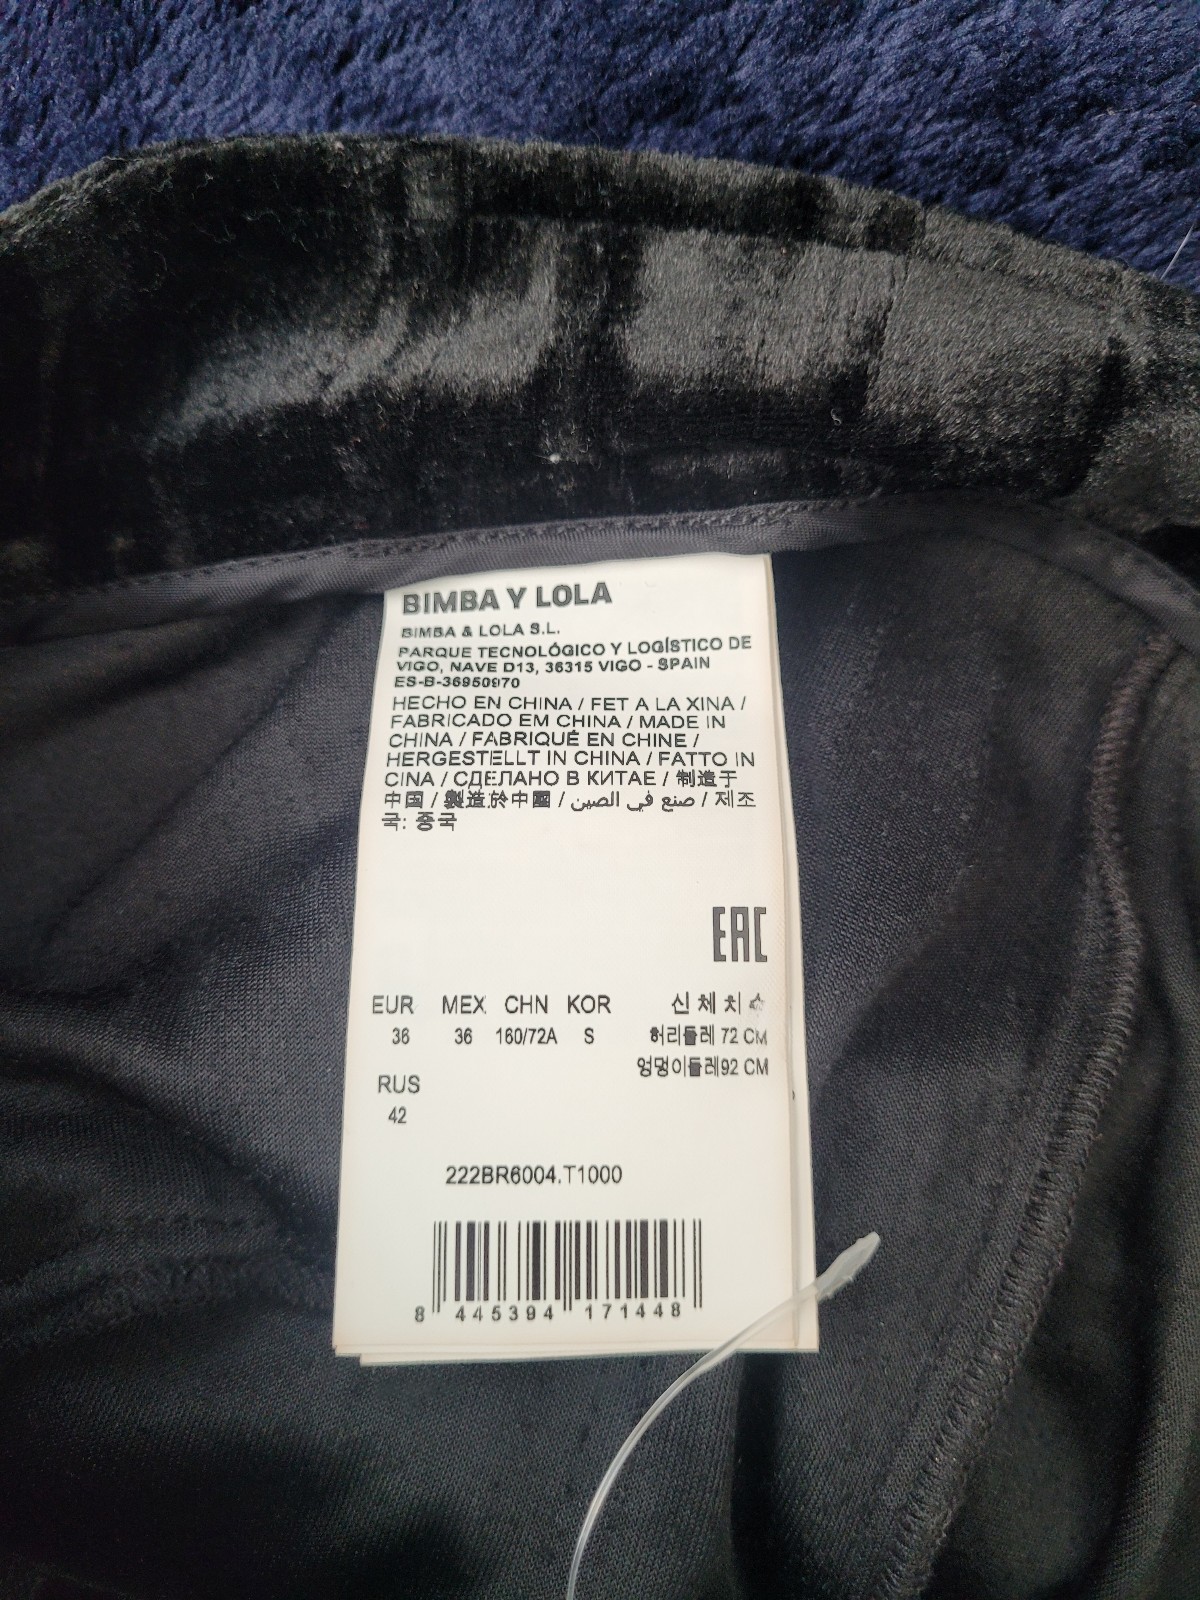 BIMBA Y LOLA
BIMBA & LOLA S.L.
PARQUE TECNOLÓGICO Y LOGÍSTICO DE
VIGO, NAVE D13, 36315 VIGO - SPAIN
ES-B-36950970
HECHO EN CHINA / FET A LA XINA /
FABRICADO EM CHINA / MADE IN
CHINA / FABRIQUÉ EN CHINE /
HERGESTELLT IN CHINA / FATTO IN
CINA / СДЕЛАНО В КИТАЕ / 制造于
中国 / 製造於中國 / صنع في الصين / 제조
국: 중국
EAC
EUR MEX CHN KOR 신체치수
36 36 160/72A S 허리둘레 72 CM
엉덩이둘레92 CM
RUS
42
222BR6004.T1000
8 445394 171448